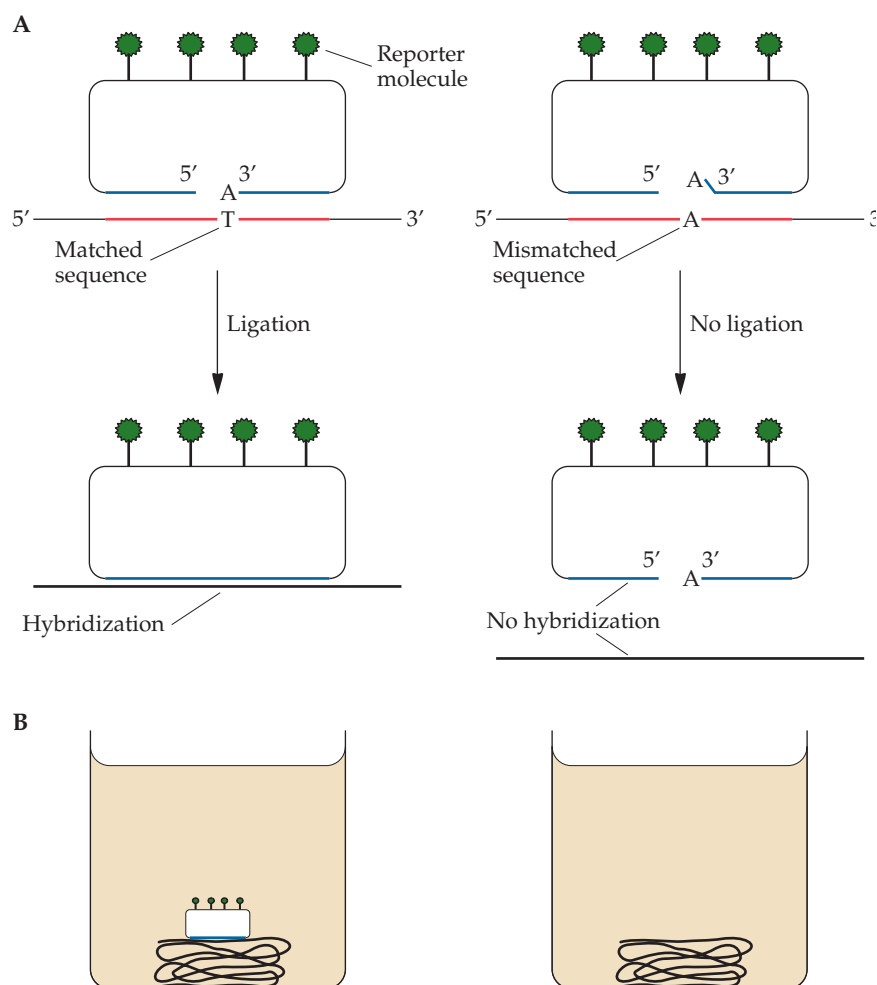 A
Reporter
molecule
5′ 3′
A
5′ T 3′
Matched
sequence
Ligation
Hybridization
5′ A 3′
5′ A 3
Mismatched
sequence
No ligation
5′ 3′
A
No hybridization
B